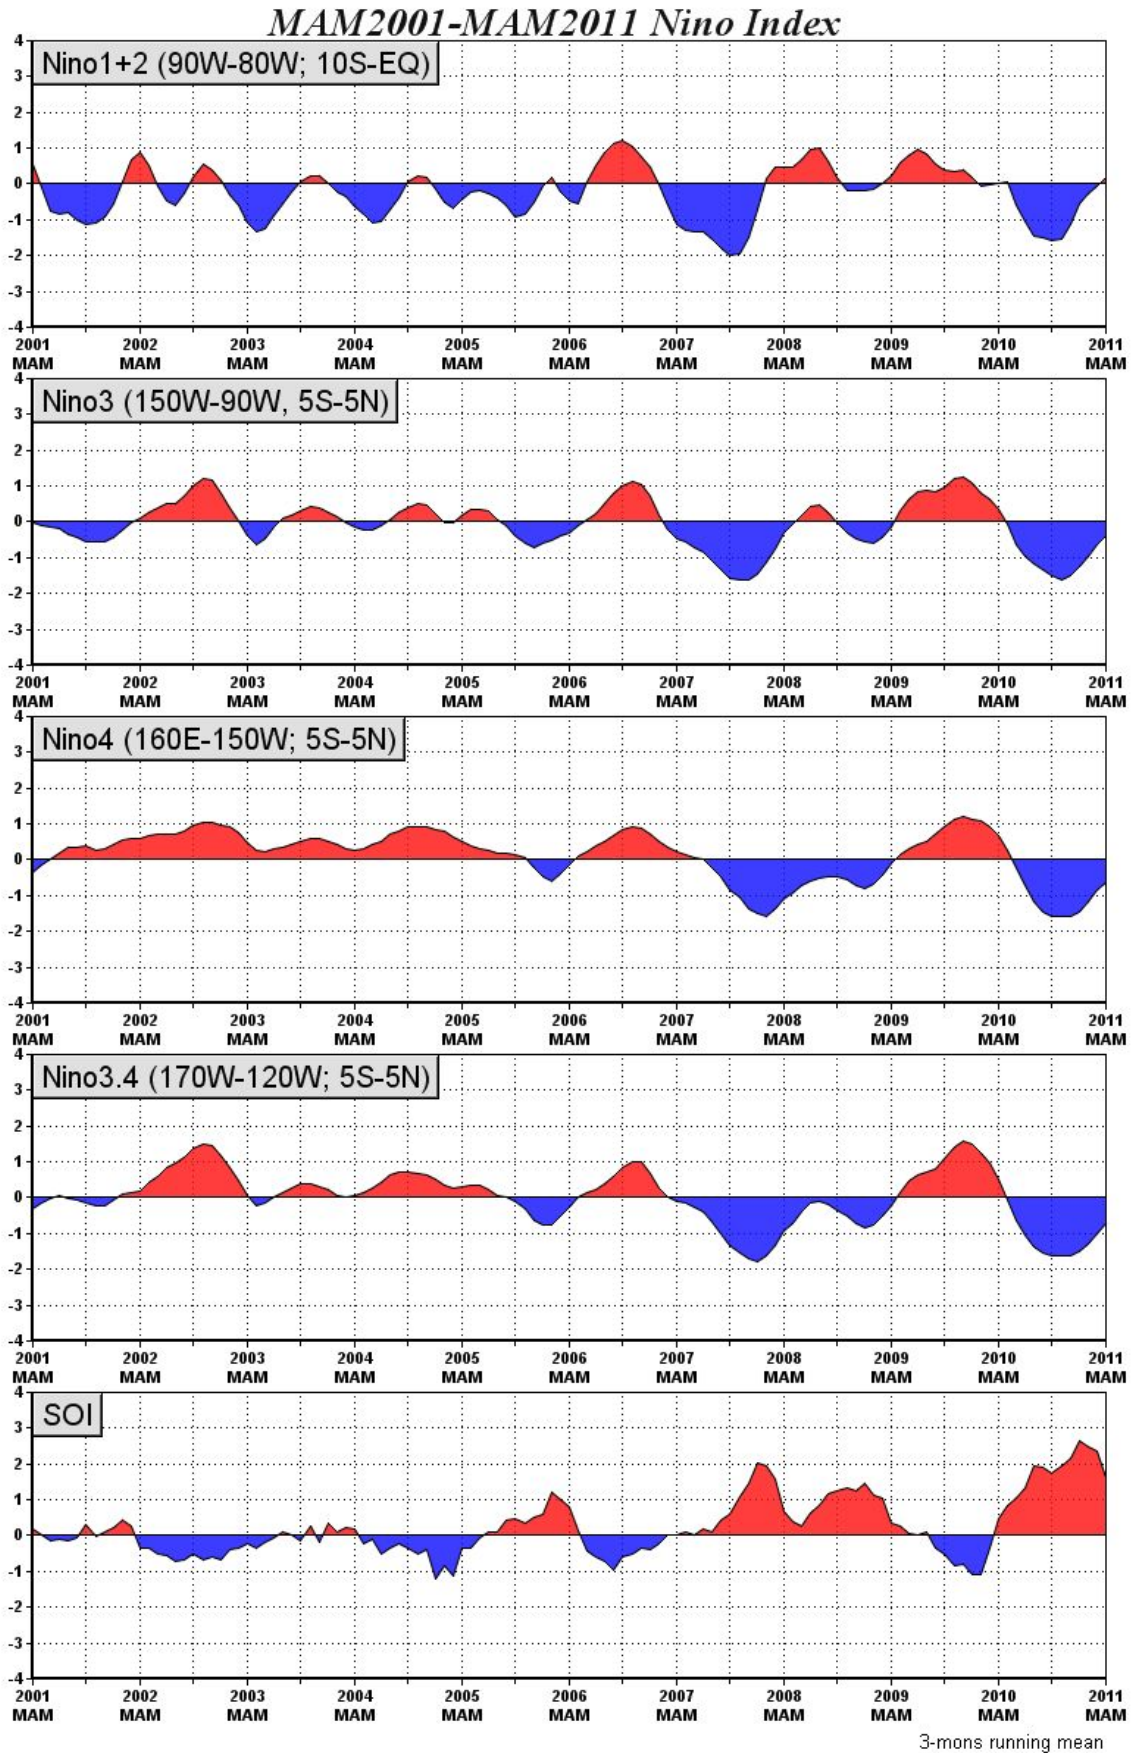 MAM2001-MAM2011 Nino Index
Nino1+2 (90W-80W; 10S-EQ)
4
3
2
1
0
-1
-2
-3
-4
2001 2002 2003 2004 2005 2006 2007 2008 2009 2010 2011
MAM MAM MAM MAM MAM MAM MAM MAM MAM MAM MAM
Nino3 (150W-90W, 5S-5N)
4
3
2
1
0
-1
-2
-3
-4
2001 2002 2003 2004 2005 2006 2007 2008 2009 2010 2011
MAM MAM MAM MAM MAM MAM MAM MAM MAM MAM MAM
Nino4 (160E-150W; 5S-5N)
4
3
2
1
0
-1
-2
-3
-4
2001 2002 2003 2004 2005 2006 2007 2008 2009 2010 2011
MAM MAM MAM MAM MAM MAM MAM MAM MAM MAM MAM
Nino3.4 (170W-120W; 5S-5N)
4
3
2
1
0
-1
-2
-3
-4
2001 2002 2003 2004 2005 2006 2007 2008 2009 2010 2011
MAM MAM MAM MAM MAM MAM MAM MAM MAM MAM MAM
SOI
4
3
2
1
0
-1
-2
-3
-4
2001 2002 2003 2004 2005 2006 2007 2008 2009 2010 2011
MAM MAM MAM MAM MAM MAM MAM MAM MAM MAM MAM
3-mons running mean